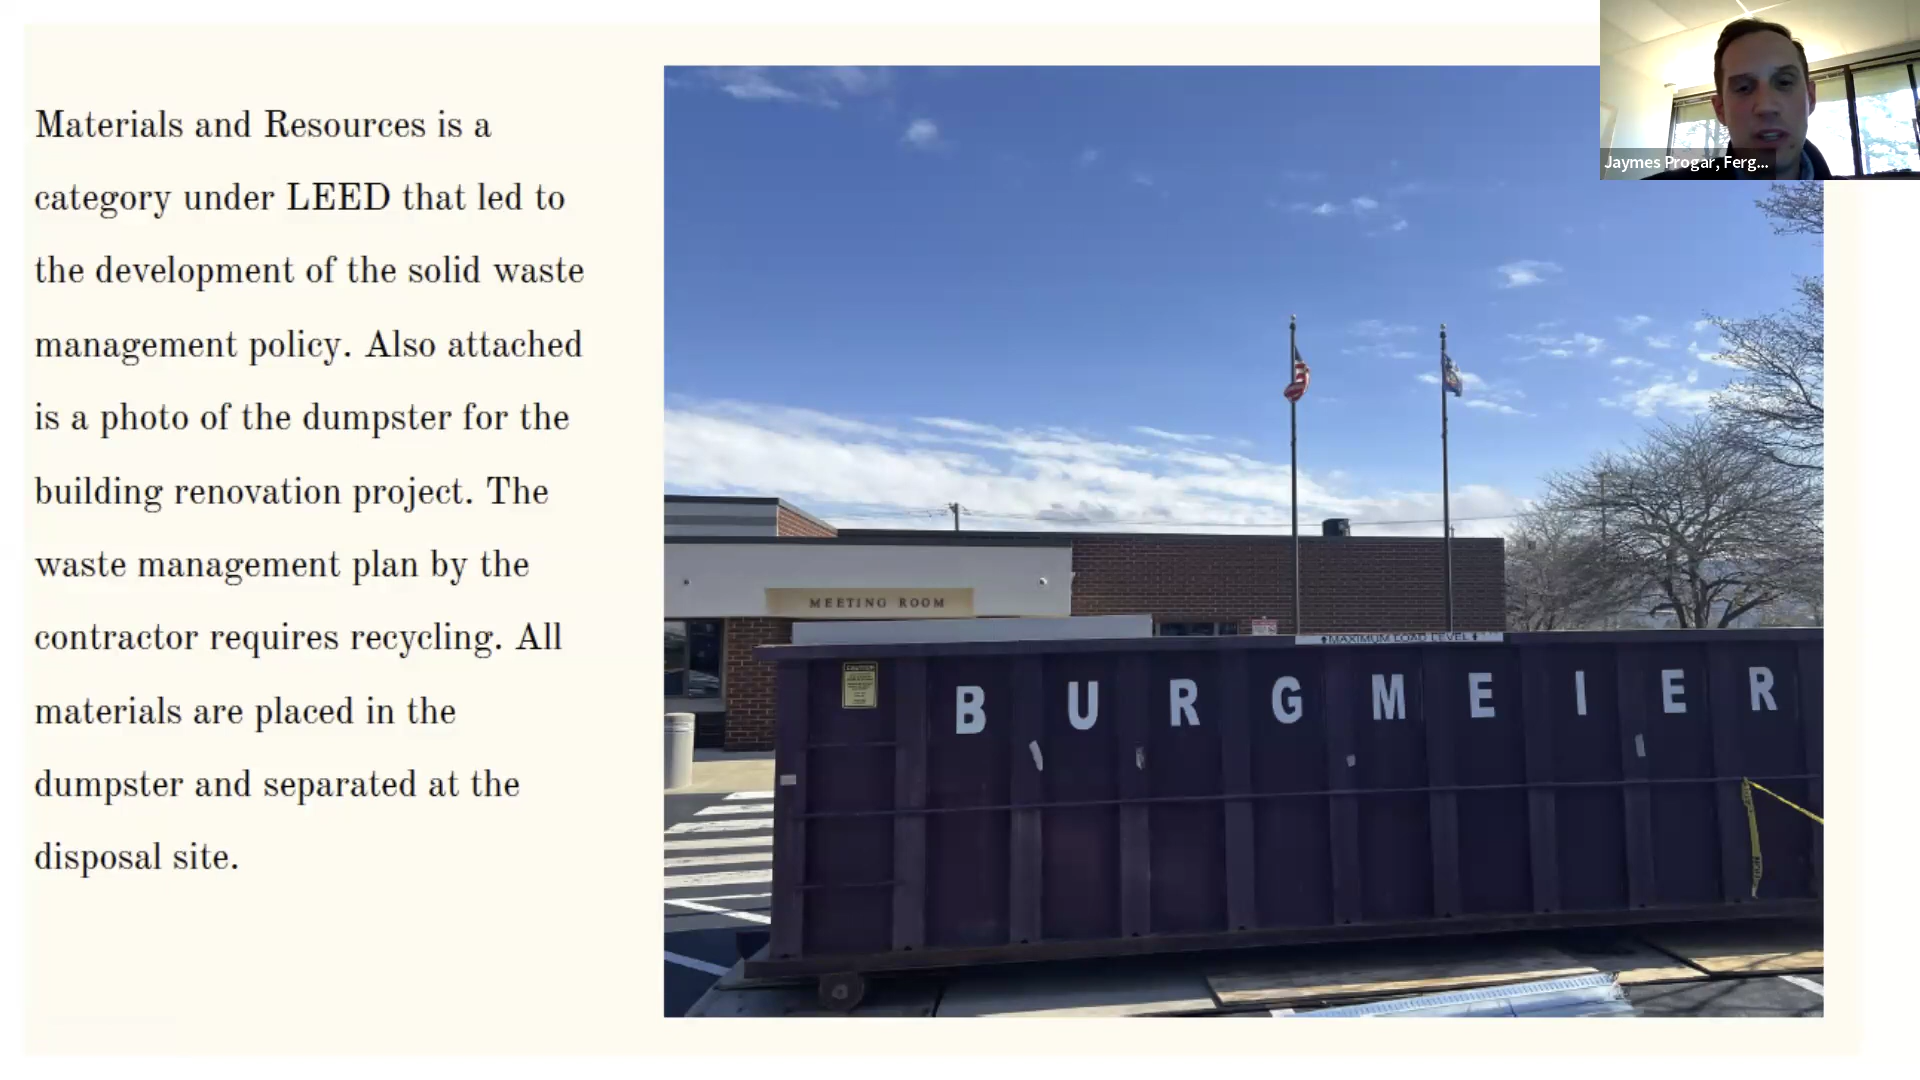 Materials and Resources is a
category under LEED that led to
the development of the solid waste
management policy. Also attached
is a photo of the dumpster for the
building renovation project. The
waste management plan by the
contractor requires recycling. All
materials are placed in the
dumpster and separated at the
disposal site.
Jaymes Progar, Ferg...
MEETING ROOM
MAXIMUM LOAD LEVEL
CAUTION
BURGMEIER